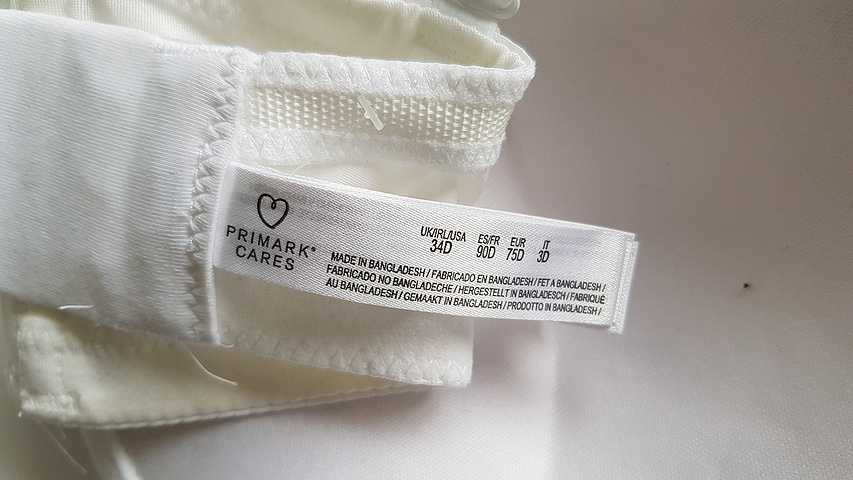 PRIMARK®
CARES
UK/IRL/USA ES/FR EUR IT
34D 90D 75D 3D
MADE IN BANGLADESH / FABRICADO EN BANGLADESH / FET A BANGLADESH /
FABRICADO NO BANGLADECHE / HERGESTELLT IN BANGLADESCH / FABRIQUÉ
AU BANGLADESH / GEMAAKT IN BANGLADESH / PRODOTTO IN BANGLADESH /